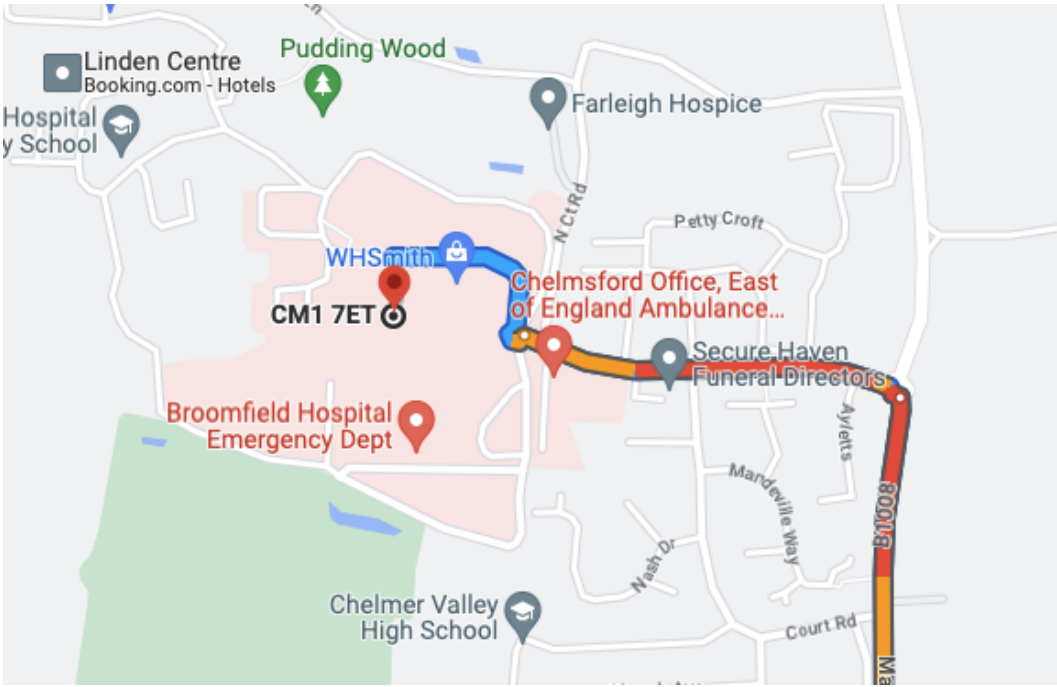 Linden Centre
Booking.com - Hotels
Pudding Wood
Farleigh Hospice
Hospital
y School
N Ct Rd
Petty Croft
WHSmith
Chelmsford Office, East
of England Ambulance...
CM1 7ET
Secure Haven
Funeral Directors
Broomfield Hospital
Emergency Dept
Ayletts
Mandeville Way
B1008
Nash Dr
Chelmer Valley
High School
Court Rd
Ma